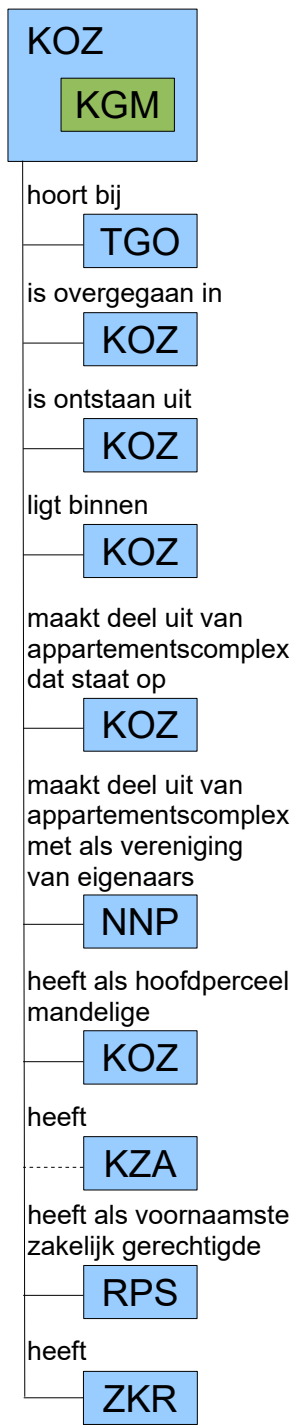 KOZ
KGM
hoort bij
TGO
is overgegaan in
KOZ
is ontstaan uit
KOZ
ligt binnen
KOZ
maakt deel uit van
appartementscomplex
dat staat op
KOZ
maakt deel uit van
appartementscomplex
met als vereniging
van eigenaars
NNP
heeft als hoofdperceel
mandelige
KOZ
heeft
KZA
heeft als voornaamste
zakelijk gerechtigde
RPS
heeft
ZKR